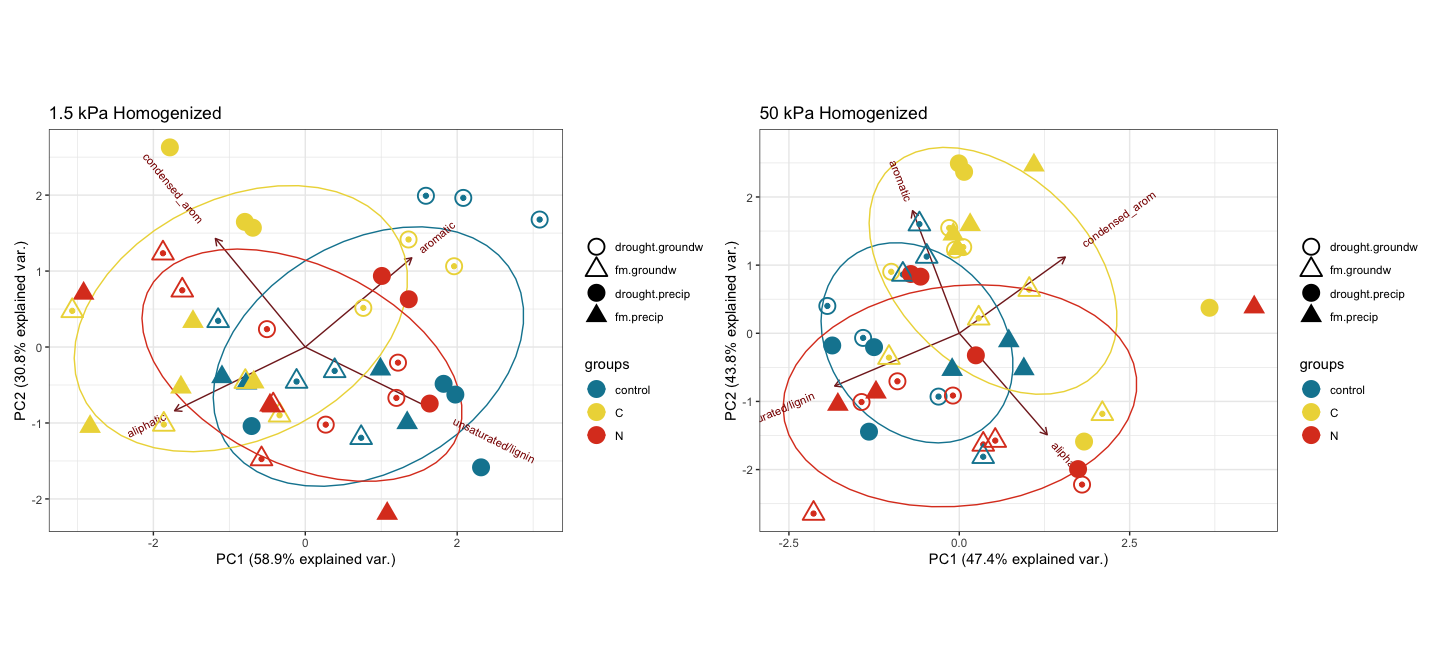 1.5 kPa Homogenized
condensed_arom
aromatic
aliphatic
unsaturated/lignin
2
1
0
-1
-2
-2
0
2
PC1 (58.9% explained var.)
PC2 (30.8% explained var.)
drought.groundw
fm.groundw
drought.precip
fm.precip
groups
control
C
N
50 kPa Homogenized
aromatic
condensed_arom
urated/lignin
alipha
2
1
0
-1
-2
-2.5
0.0
2.5
PC1 (47.4% explained var.)
PC2 (43.8% explained var.)
drought.groundw
fm.groundw
drought.precip
fm.precip
groups
control
C
N